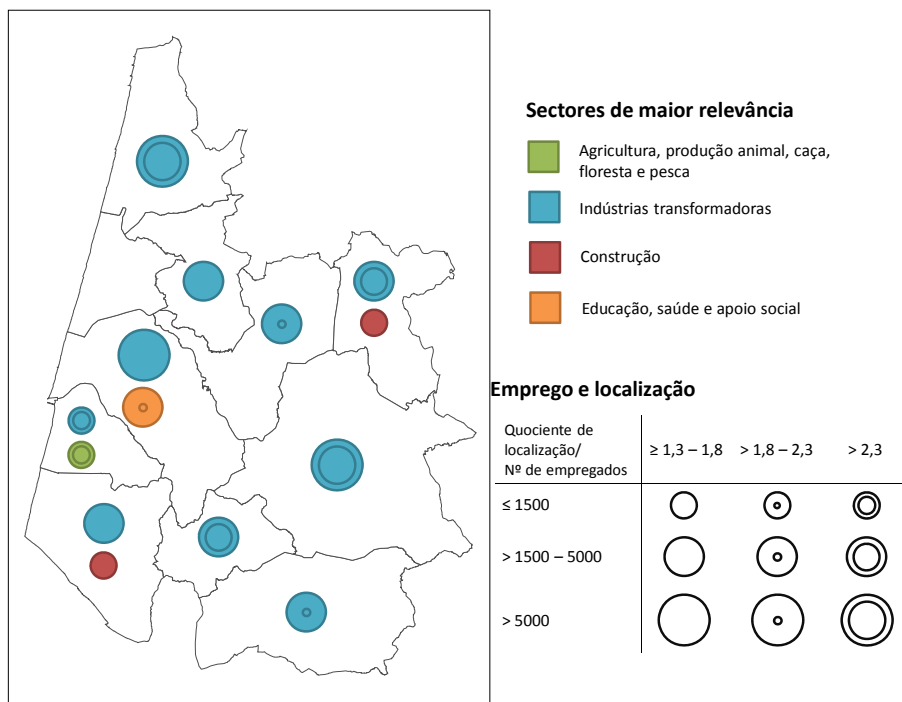 Sectores de maior relevância
Agricultura, produção animal, caça,
floresta e pesca
Indústrias transformadoras
Construção
Educação, saúde e apoio social
Emprego e localização
Quociente de
localização/
Nº de empregados
≥ 1,3 – 1,8
> 1,8 – 2,3
> 2,3
≤ 1500
> 1500 – 5000
> 5000